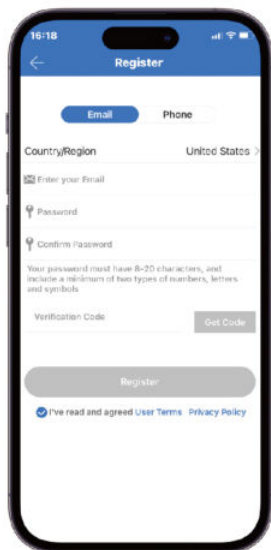 16:18
Register
Email Phone
Country/Region United States
Enter your Email
Password
Confirm Password
Your password must have 8-20 characters, and
include a minimum of two types of numbers, letters
and symbols
Verification Code Get Code
Register
I've read and agreed User Terms Privacy Policy